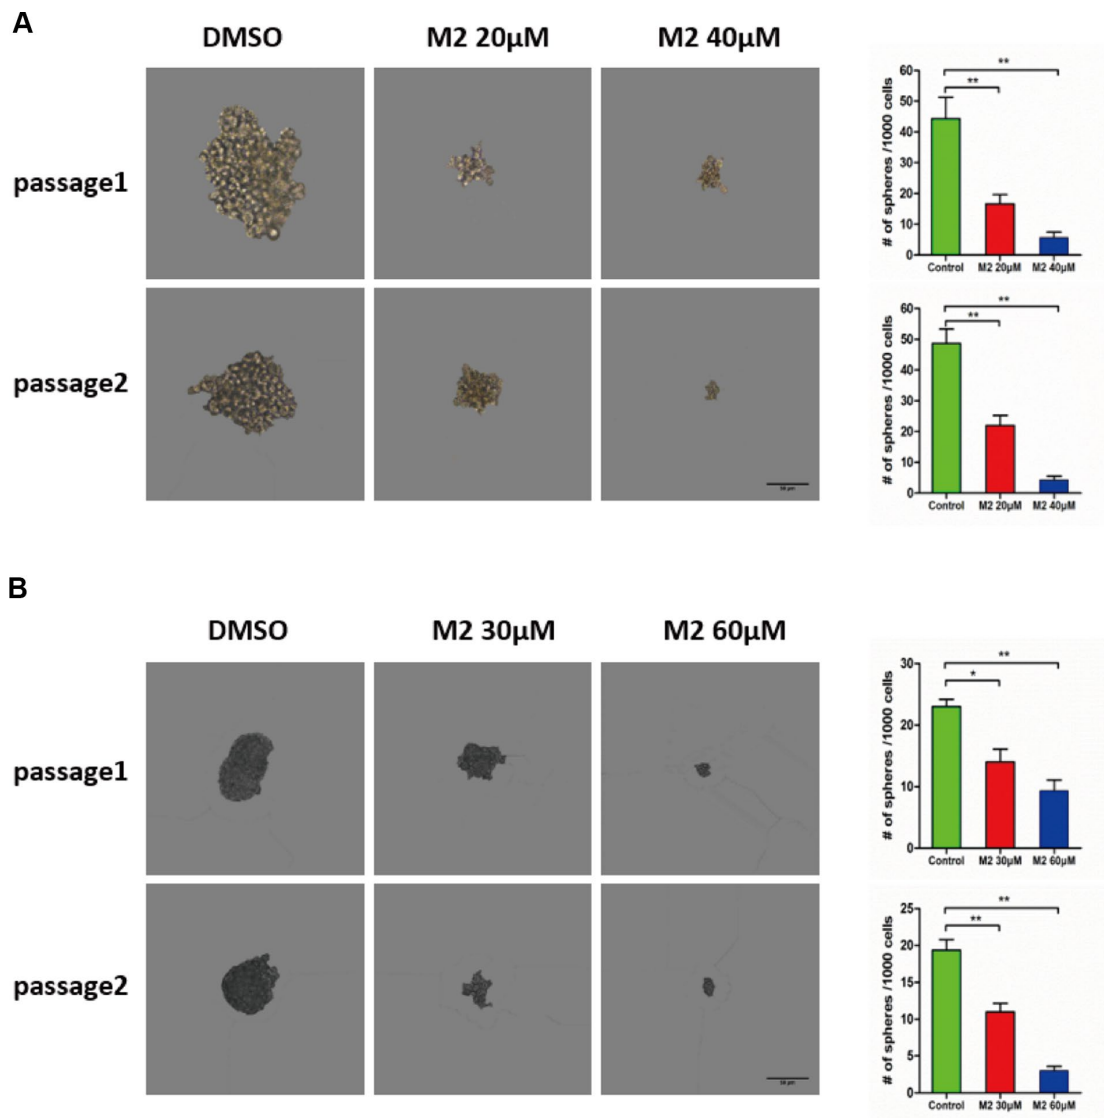 A
DMSO
M2 20μM
M2 40μM
passage1
passage2
# of spheres /1000 cells
60
50
40
30
20
10
0
**
**
Control
M2 20μM
M2 40μM
# of spheres /1000 cells
60
50
40
30
20
10
0
**
**
Control
M2 20μM
M2 40μM
B
DMSO
M2 30μM
M2 60μM
passage1
passage2
# of spheres /1000 cells
30
20
10
0
**
*
Control
M2 30μM
M2 60μM
# of spheres /1000 cells
25
20
15
10
5
0
**
**
Control
M2 30μM
M2 60μM